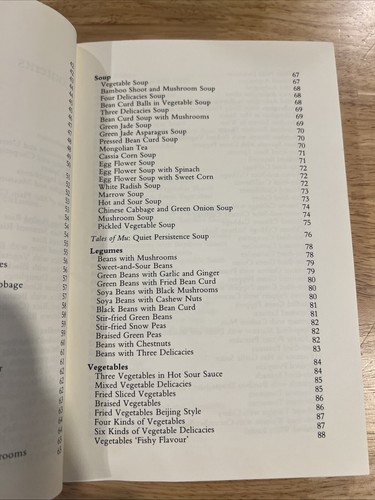 es
bbage
r
rooms
Soup 67
Vegetable Soup 67
Bamboo Shoot and Mushroom Soup 68
Four Delicacies Soup 68
Bean Curd Balls in Vegetable Soup 68
Three Delicacies Soup 69
Bean Curd Soup with Mushrooms 69
Green Jade Soup 69
Green Jade Asparagus Soup 70
Pressed Bean Curd Soup 70
Mongolian Tea 70
Cassia Corn Soup 71
Egg Flower Soup 71
Egg Flower Soup with Spinach 72
Egg Flower Soup with Sweet Corn 72
White Radish Soup 72
Marrow Soup 73
Hot and Sour Soup 73
Chinese Cabbage and Green Onion Soup 74
Mushroom Soup 74
Pickled Vegetable Soup 75
Tales of Mu: Quiet Persistence Soup 76
Legumes 78
Beans with Mushrooms 78
Sweet-and-Sour Beans 79
Green Beans with Garlic and Ginger 79
Green Beans with Fried Bean Curd 80
Soya Beans with Black Mushrooms 80
Soya Beans with Cashew Nuts 80
Black Beans with Bean Curd 81
Stir-fried Green Beans 81
Stir-fried Snow Peas 82
Braised Green Peas 82
Beans with Chestnuts 82
Beans with Three Delicacies 83
Vegetables 84
Three Vegetables in Hot Sour Sauce 84
Mixed Vegetable Delicacies 85
Fried Sliced Vegetables 85
Braised Vegetables 86
Fried Vegetables Beijing Style 86
Four Kinds of Vegetables 87
Six Kinds of Vegetable Delicacies 87
Vegetables 'Fishy Flavour' 88